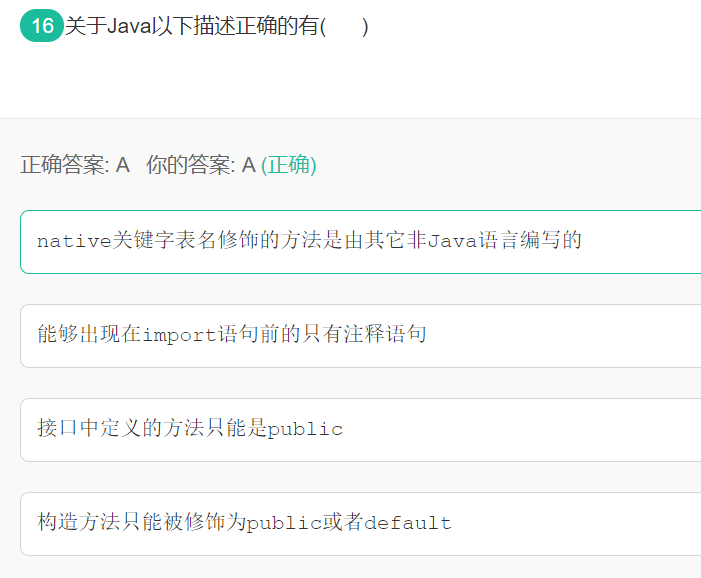 16 关于Java以下描述正确的有(      )
正确答案: A   你的答案: A (正确)
native关键字表名修饰的方法是由其它非Java语言编写的
能够出现在import语句前的只有注释语句
接口中定义的方法只能是public
构造方法只能被修饰为public或者default